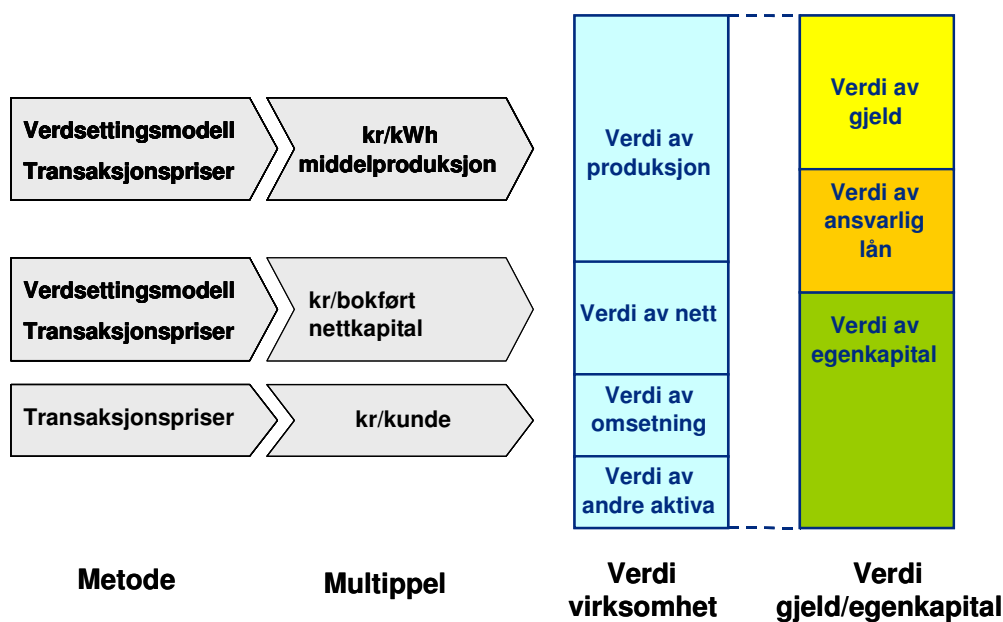 Verdsettingsmodell
Transaksjonspriser
kr/kWh
middelproduksjon
Verdi av
produksjon
Verdi av
gjeld
Verdi av
ansvarlig
lån
Verdsettingsmodell
Transaksjonspriser
kr/bokført
nettkapital
Verdi av nett
Verdi av
egenkapital
Transaksjonspriser
kr/kunde
Verdi av
omsetning
Verdi av
andre aktiva
Metode
Multippel
Verdi
virksomhet
Verdi
gjeld/egenkapital